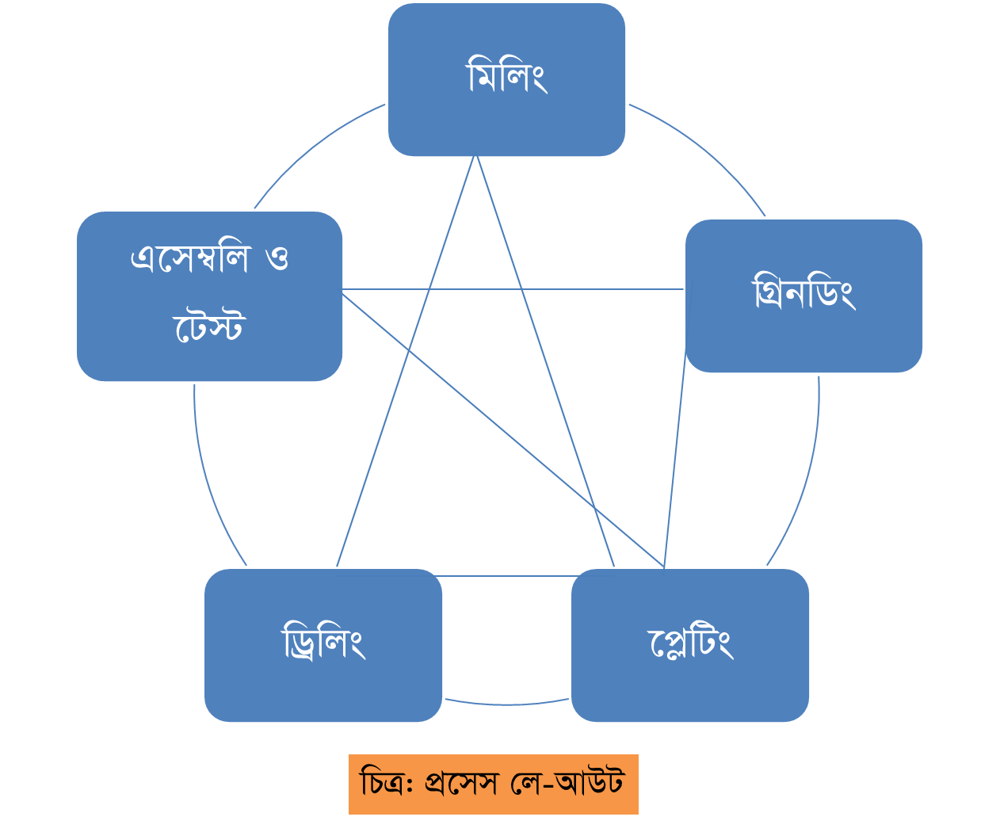 মিলিং
এসেম্বলি ও
টেস্ট
গ্রিনডিং
ড্রিলিং
প্লেটিং
চিত্র: প্রসেস লে-আউট